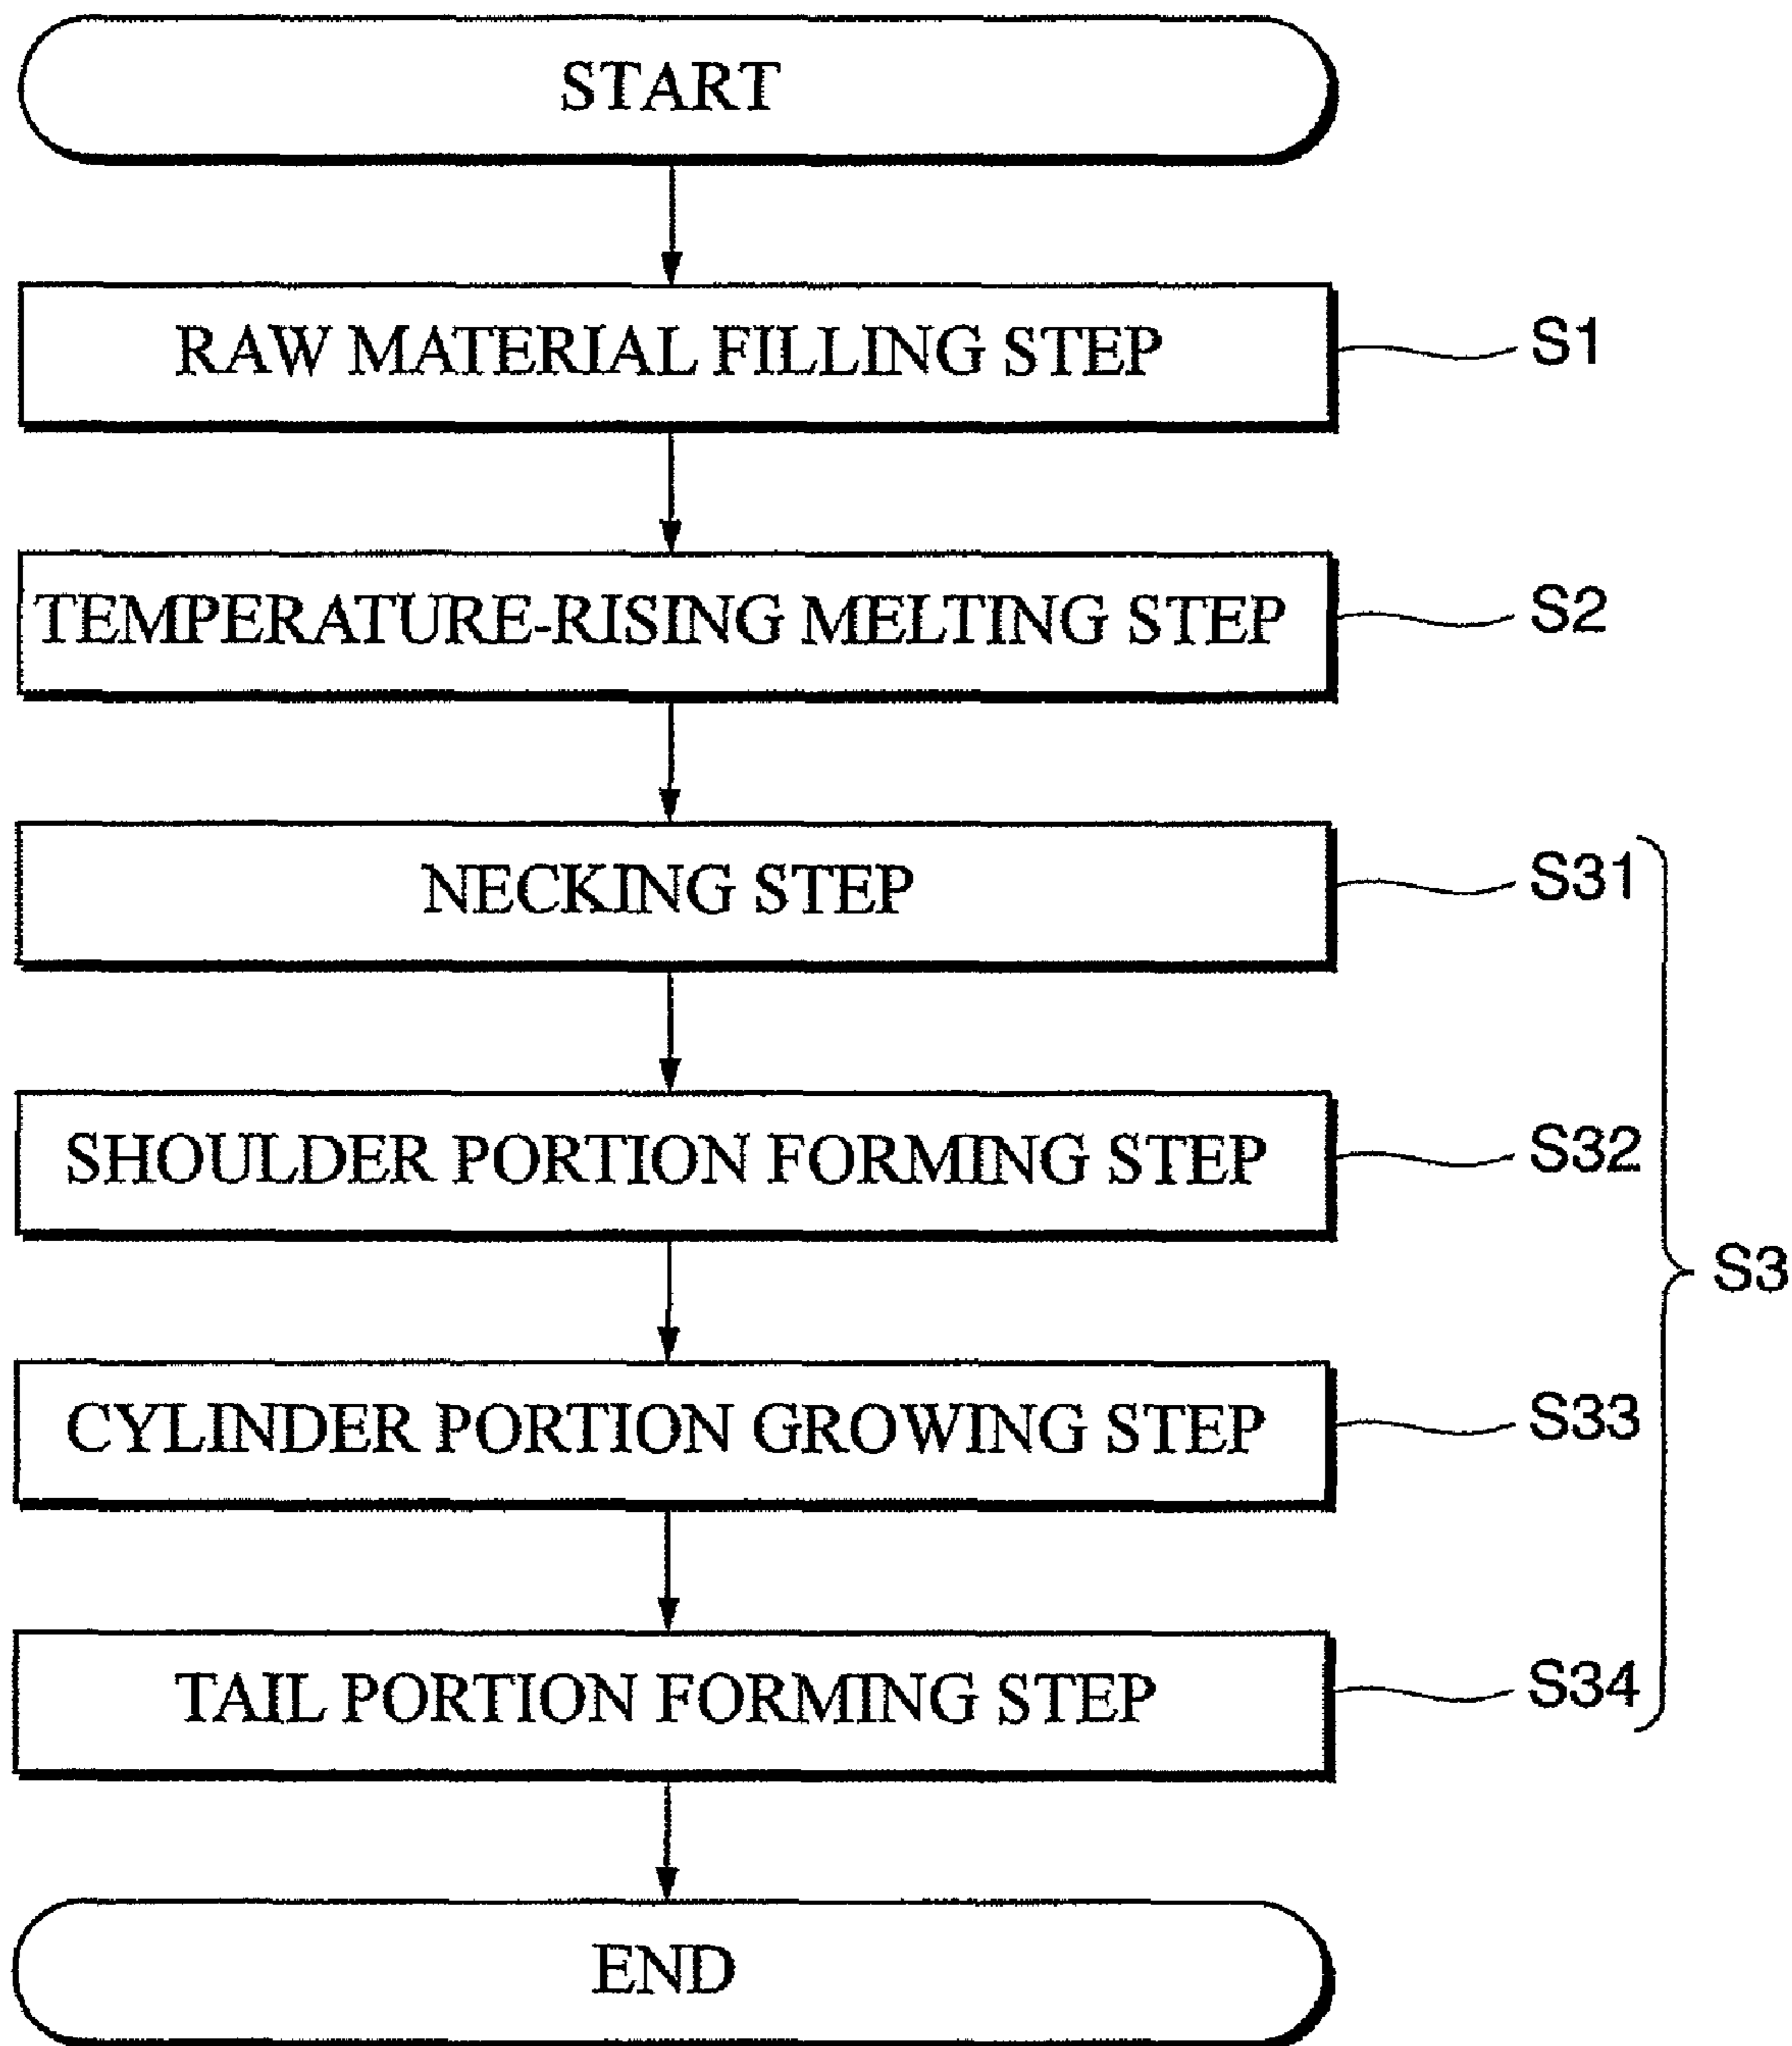 START
RAW MATERIAL FILLING STEP
S1
TEMPERATURE-RISING MELTING STEP
S2
NECKING STEP
S31
SHOULDER PORTION FORMING STEP
S32
S3
CYLINDER PORTION GROWING STEP
S33
TAIL PORTION FORMING STEP
S34
END